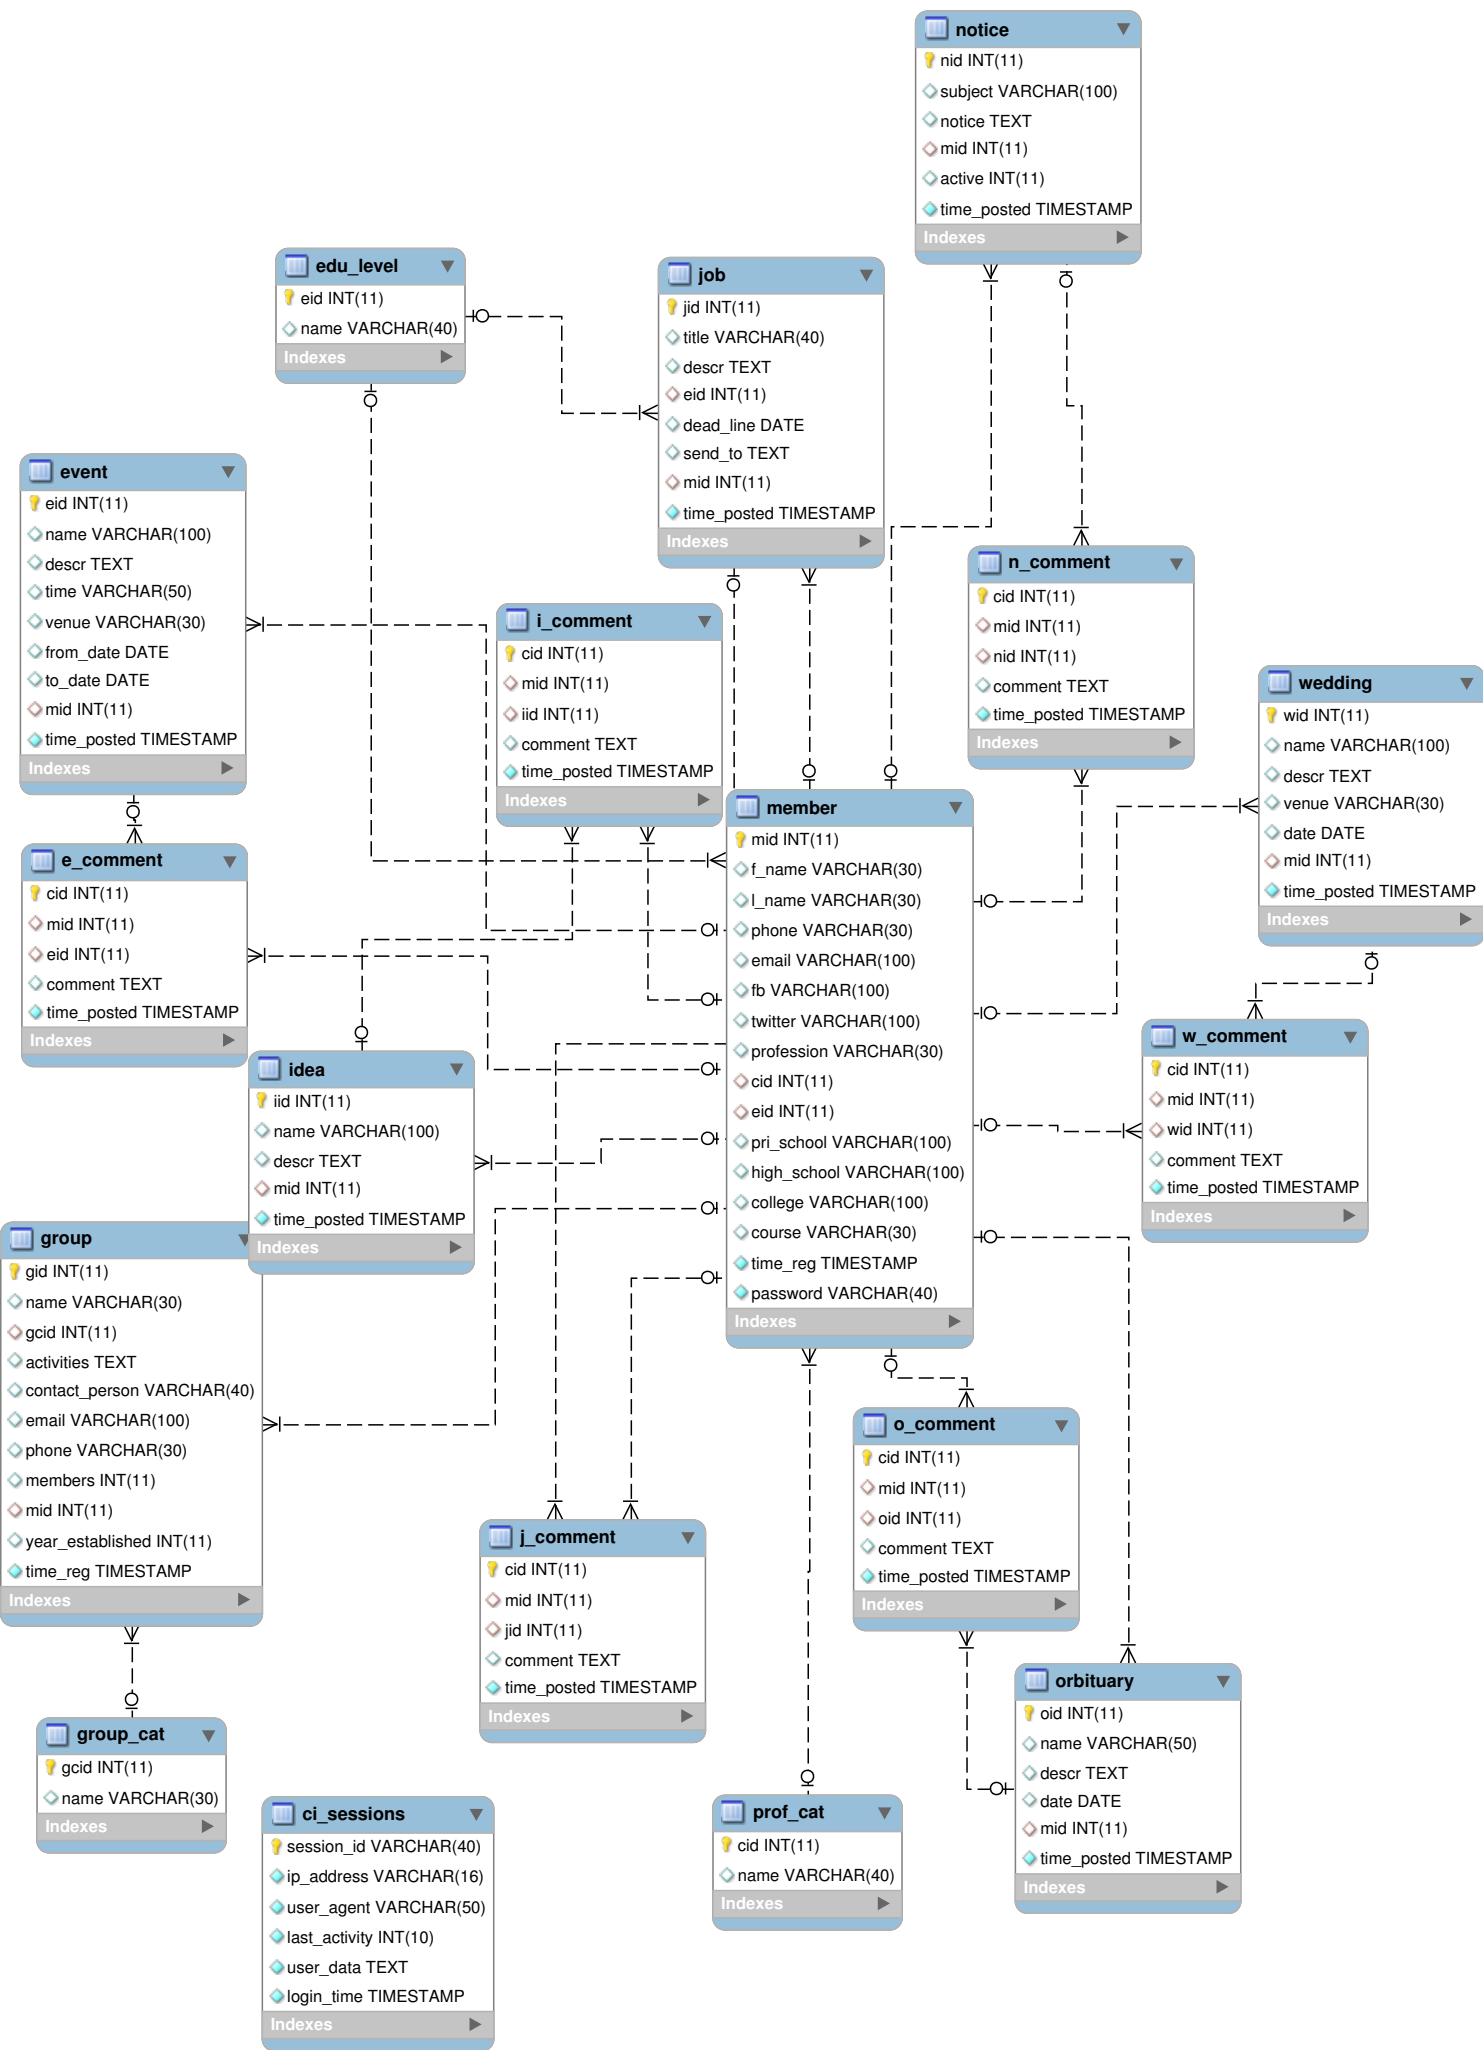 notice
nid INT(11)
subject VARCHAR(100)
notice TEXT
mid INT(11)
active INT(11)
time_posted TIMESTAMP
Indexes
edu_level
eid INT(11)
name VARCHAR(40)
Indexes
job
jid INT(11)
title VARCHAR(40)
descr TEXT
eid INT(11)
dead_line DATE
send_to TEXT
mid INT(11)
time_posted TIMESTAMP
Indexes
event
eid INT(11)
name VARCHAR(100)
descr TEXT
time VARCHAR(50)
venue VARCHAR(30)
from_date DATE
to_date DATE
mid INT(11)
time_posted TIMESTAMP
Indexes
i_comment
cid INT(11)
mid INT(11)
iid INT(11)
comment TEXT
time_posted TIMESTAMP
Indexes
n_comment
cid INT(11)
mid INT(11)
nid INT(11)
comment TEXT
time_posted TIMESTAMP
Indexes
wedding
wid INT(11)
name VARCHAR(100)
descr TEXT
venue VARCHAR(30)
date DATE
mid INT(11)
time_posted TIMESTAMP
Indexes
member
mid INT(11)
f_name VARCHAR(30)
l_name VARCHAR(30)
phone VARCHAR(30)
email VARCHAR(100)
fb VARCHAR(100)
twitter VARCHAR(100)
profession VARCHAR(30)
cid INT(11)
eid INT(11)
pri_school VARCHAR(100)
high_school VARCHAR(100)
college VARCHAR(100)
course VARCHAR(30)
time_reg TIMESTAMP
password VARCHAR(40)
Indexes
e_comment
cid INT(11)
mid INT(11)
eid INT(11)
comment TEXT
time_posted TIMESTAMP
Indexes
w_comment
cid INT(11)
mid INT(11)
wid INT(11)
comment TEXT
time_posted TIMESTAMP
Indexes
idea
iid INT(11)
name VARCHAR(100)
descr TEXT
mid INT(11)
time_posted TIMESTAMP
Indexes
group
gid INT(11)
name VARCHAR(30)
gcid INT(11)
activities TEXT
contact_person VARCHAR(40)
email VARCHAR(100)
phone VARCHAR(30)
members INT(11)
mid INT(11)
year_established INT(11)
time_reg TIMESTAMP
Indexes
o_comment
cid INT(11)
mid INT(11)
oid INT(11)
comment TEXT
time_posted TIMESTAMP
Indexes
j_comment
cid INT(11)
mid INT(11)
jid INT(11)
comment TEXT
time_posted TIMESTAMP
Indexes
orbituary
oid INT(11)
name VARCHAR(50)
descr TEXT
date DATE
mid INT(11)
time_posted TIMESTAMP
Indexes
group_cat
gcid INT(11)
name VARCHAR(30)
Indexes
ci_sessions
session_id VARCHAR(40)
ip_address VARCHAR(16)
user_agent VARCHAR(50)
last_activity INT(10)
user_data TEXT
login_time TIMESTAMP
Indexes
prof_cat
cid INT(11)
name VARCHAR(40)
Indexes